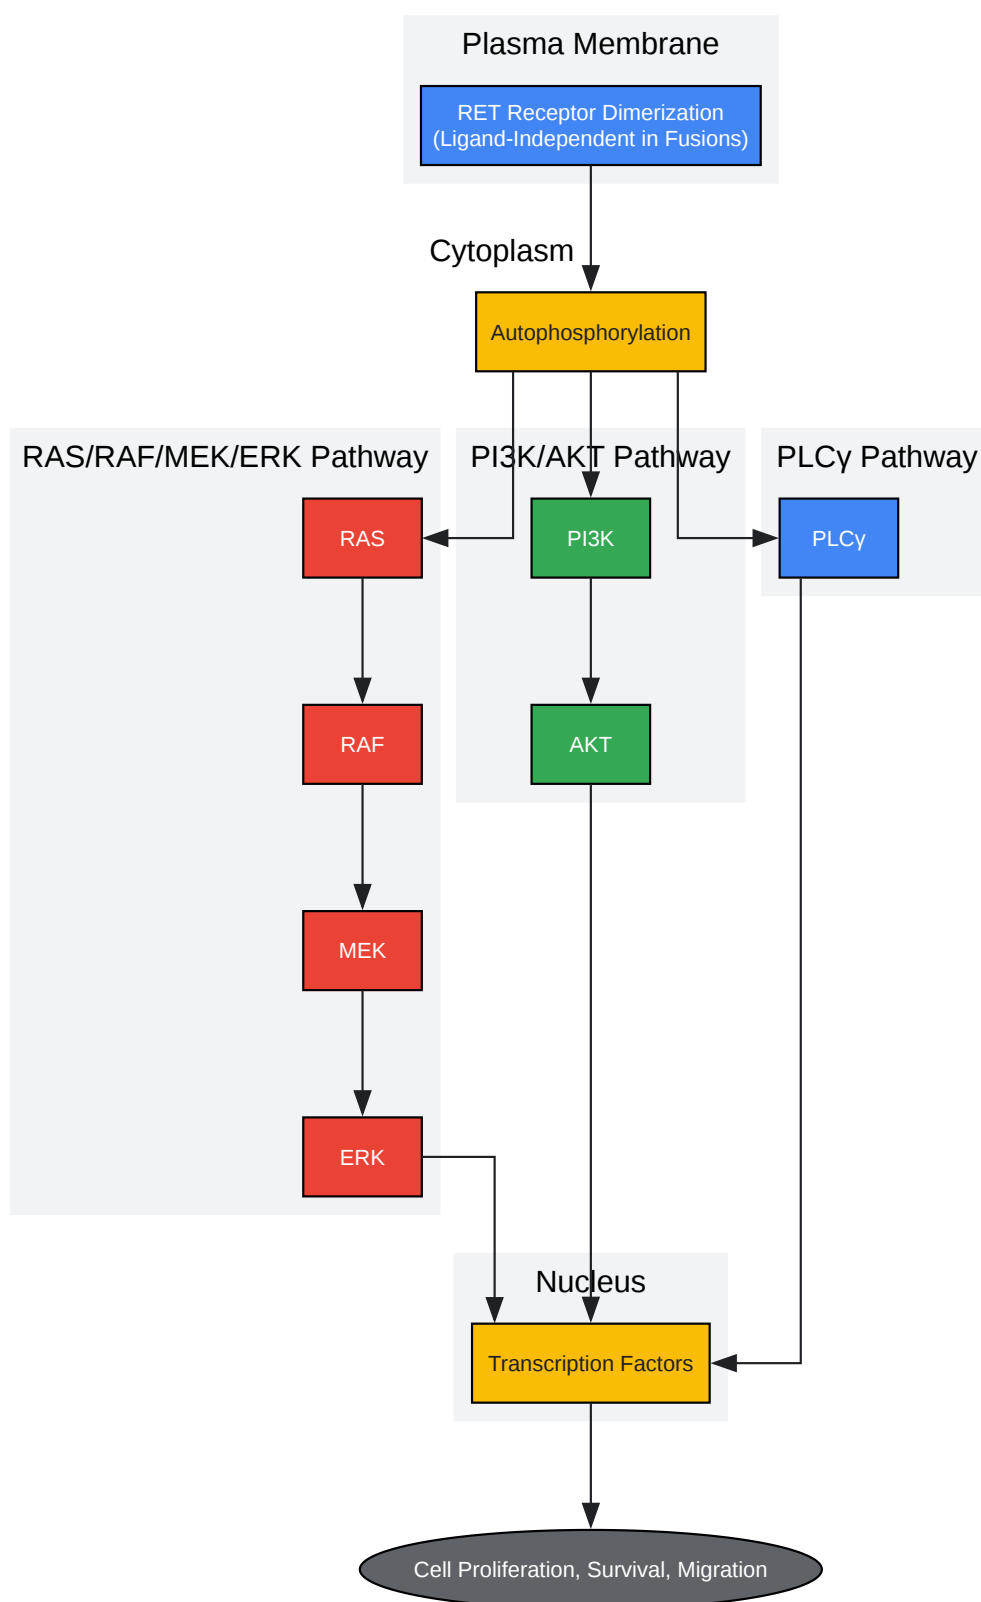 Plasma Membrane
RET Receptor Dimerization
(Ligand-Independent in Fusions)
Cytoplasm
Autophosphorylation
RAS/RAF/MEK/ERK Pathway
PI3K/AKT Pathway
PLCγ Pathway
RAS
PI3K
PLCγ
RAF
AKT
MEK
ERK
Nucleus
Transcription Factors
Cell Proliferation, Survival, Migration